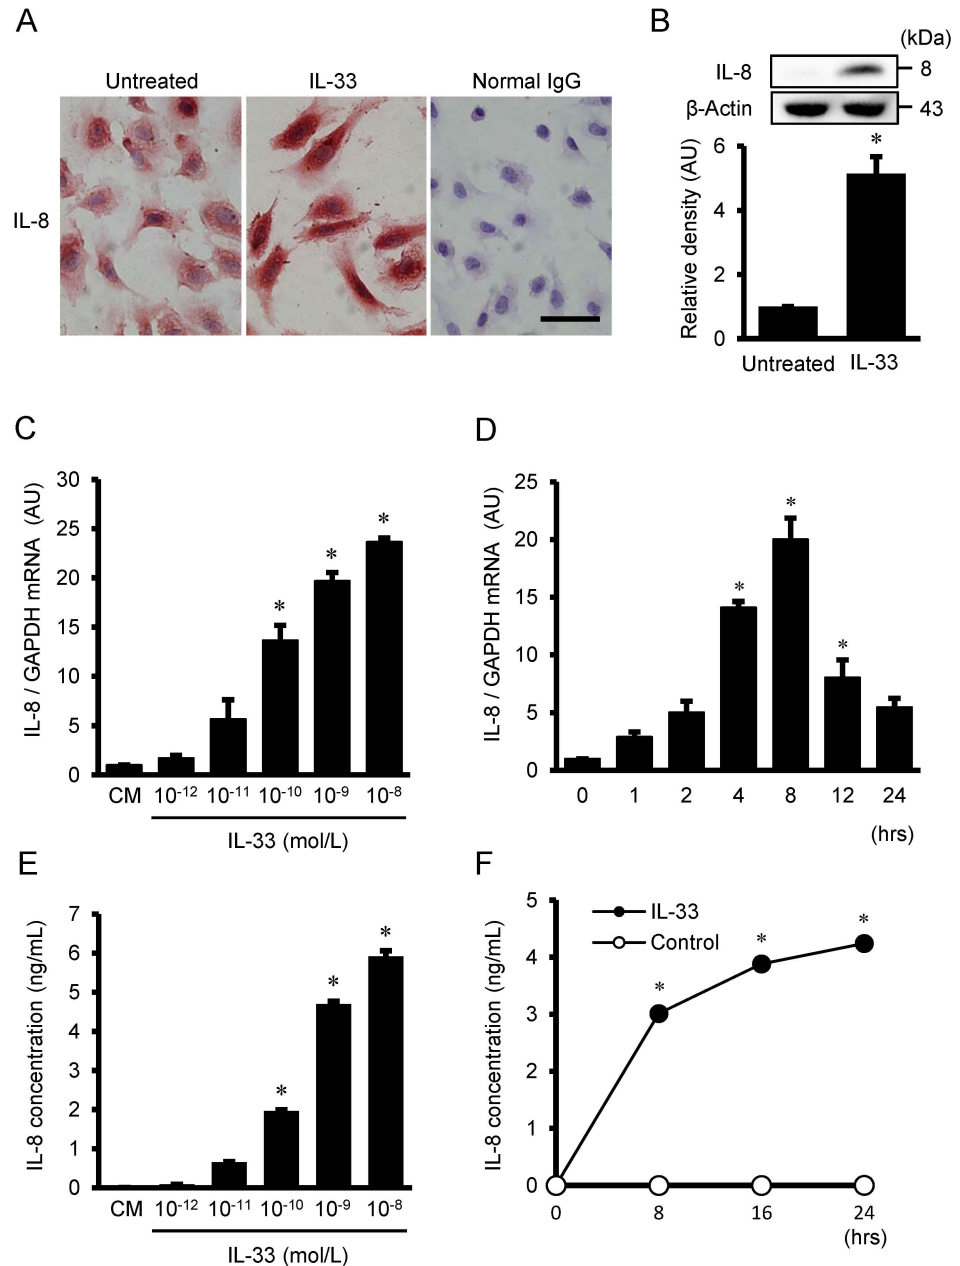 A
Untreated IL-33 Normal IgG
IL-8
B
(kDa)
IL-8 8
β-Actin 43
Relative density (AU)
6
4
2
0
*
Untreated IL-33
C
IL-8 / GAPDH mRNA (AU)
30
25
20
15
10
5
0
* * *
CM 10⁻¹² 10⁻¹¹ 10⁻¹⁰ 10⁻⁹ 10⁻⁸
IL-33 (mol/L)
D
IL-8 / GAPDH mRNA (AU)
25
20
15
10
5
0
* * *
0 1 2 4 8 12 24
(hrs)
E
IL-8 concentration (ng/mL)
7
6
5
4
3
2
1
0
* * *
CM 10⁻¹² 10⁻¹¹ 10⁻¹⁰ 10⁻⁹ 10⁻⁸
IL-33 (mol/L)
F
IL-8 concentration (ng/mL)
5
4
3
2
1
0
IL-33
Control
* * *
0 8 16 24
(hrs)